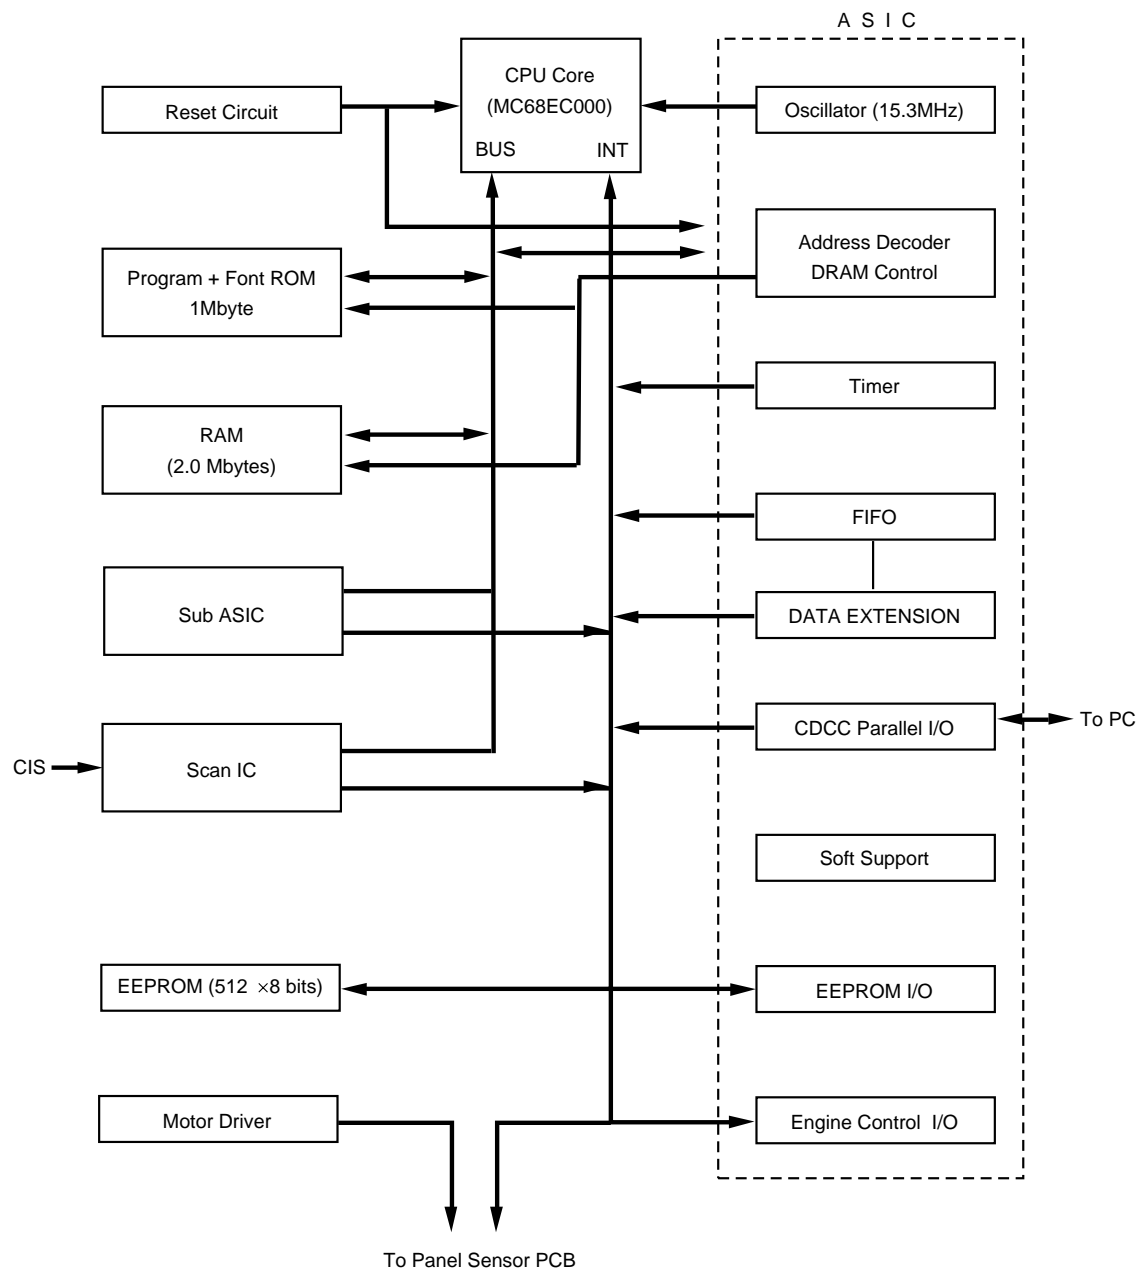 A S I C
CPU Core
(MC68EC000)
BUS INT
Reset Circuit
Oscillator (15.3MHz)
Address Decoder
DRAM Control
Program + Font ROM
1Mbyte
Timer
RAM
(2.0 Mbytes)
FIFO
Sub ASIC
DATA EXTENSION
CDCC Parallel I/O
To PC
CIS
Scan IC
Soft Support
EEPROM (512 ×8 bits)
EEPROM I/O
Motor Driver
Engine Control I/O
To Panel Sensor PCB